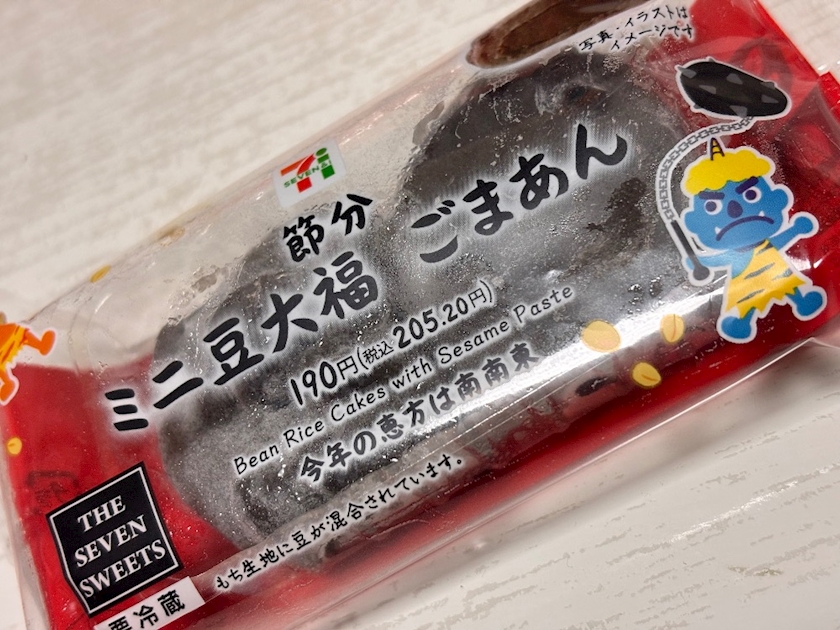 写真・イラストは
イメージです
7
SEVEN
節分
ミニ豆大福 ごまあん
190円(税込205.20円)
Bean Rice Cakes with Sesame Paste
今年の恵方は南南東
もち生地に豆が混合されています。
THE
SEVEN
SWEETS
要冷蔵